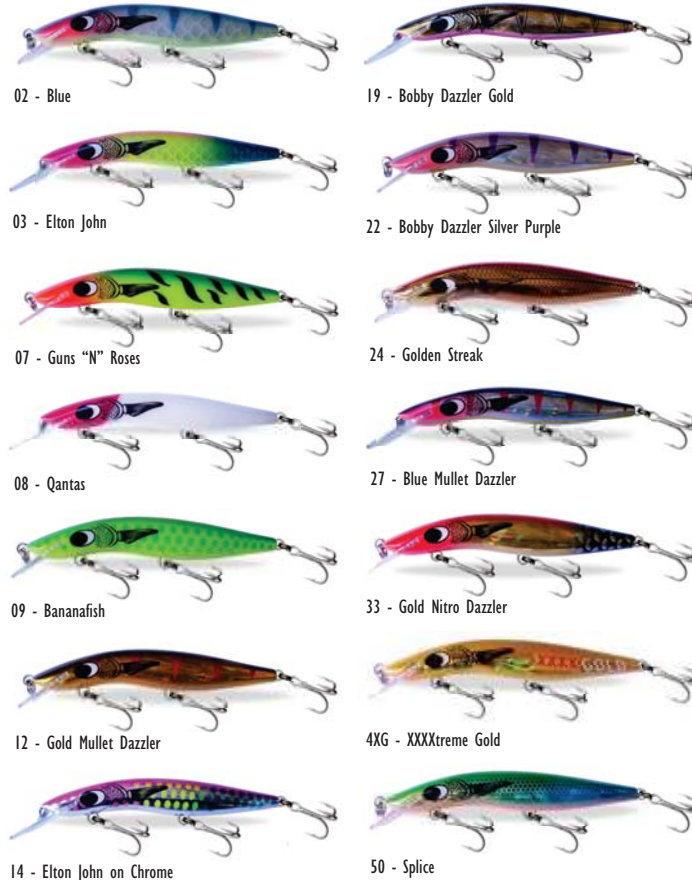 02 - Blue
03 - Elton John
07 - Guns “N” Roses
08 - Qantas
09 - Bananafish
12 - Gold Mullet Dazzler
14 - Elton John on Chrome
19 - Bobby Dazzler Gold
22 - Bobby Dazzler Silver Purple
24 - Golden Streak
27 - Blue Mullet Dazzler
33 - Gold Nitro Dazzler
4XG - XXXXtreme Gold
50 - Splice